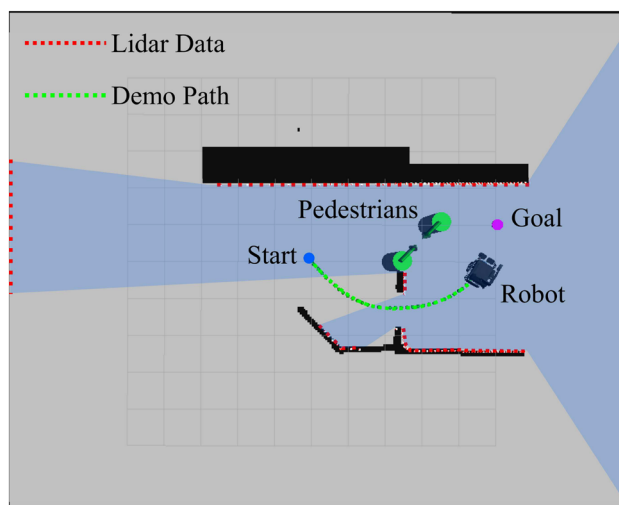 Lidar Data
Demo Path
Pedestrians
Goal
Start
Robot